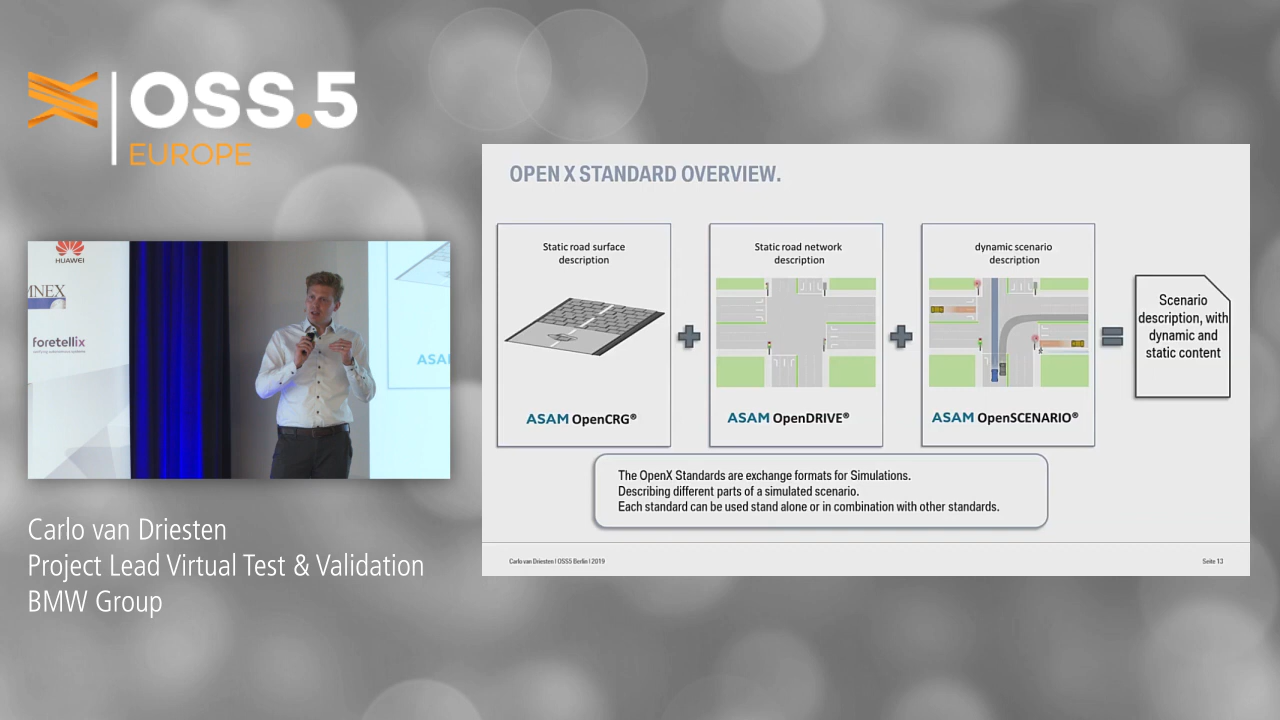 OSS.5
EUROPE
HUAWEI
MNEX
foretellix
ASA
Carlo van Driesten
Project Lead Virtual Test & Validation
BMW Group
OPEN X STANDARD OVERVIEW.
Static road surface
description
ASAM OpenCRG®
Static road network
description
ASAM OpenDRIVE®
dynamic scenario
description
ASAM OpenSCENARIO®
Scenario
description, with
dynamic and
static content
The OpenX Standards are exchange formats for Simulations.
Describing different parts of a simulated scenario.
Each standard can be used stand alone or in combination with other standards.
Carlo van Driesten | OSS5 Berlin | 2019
Seite 13